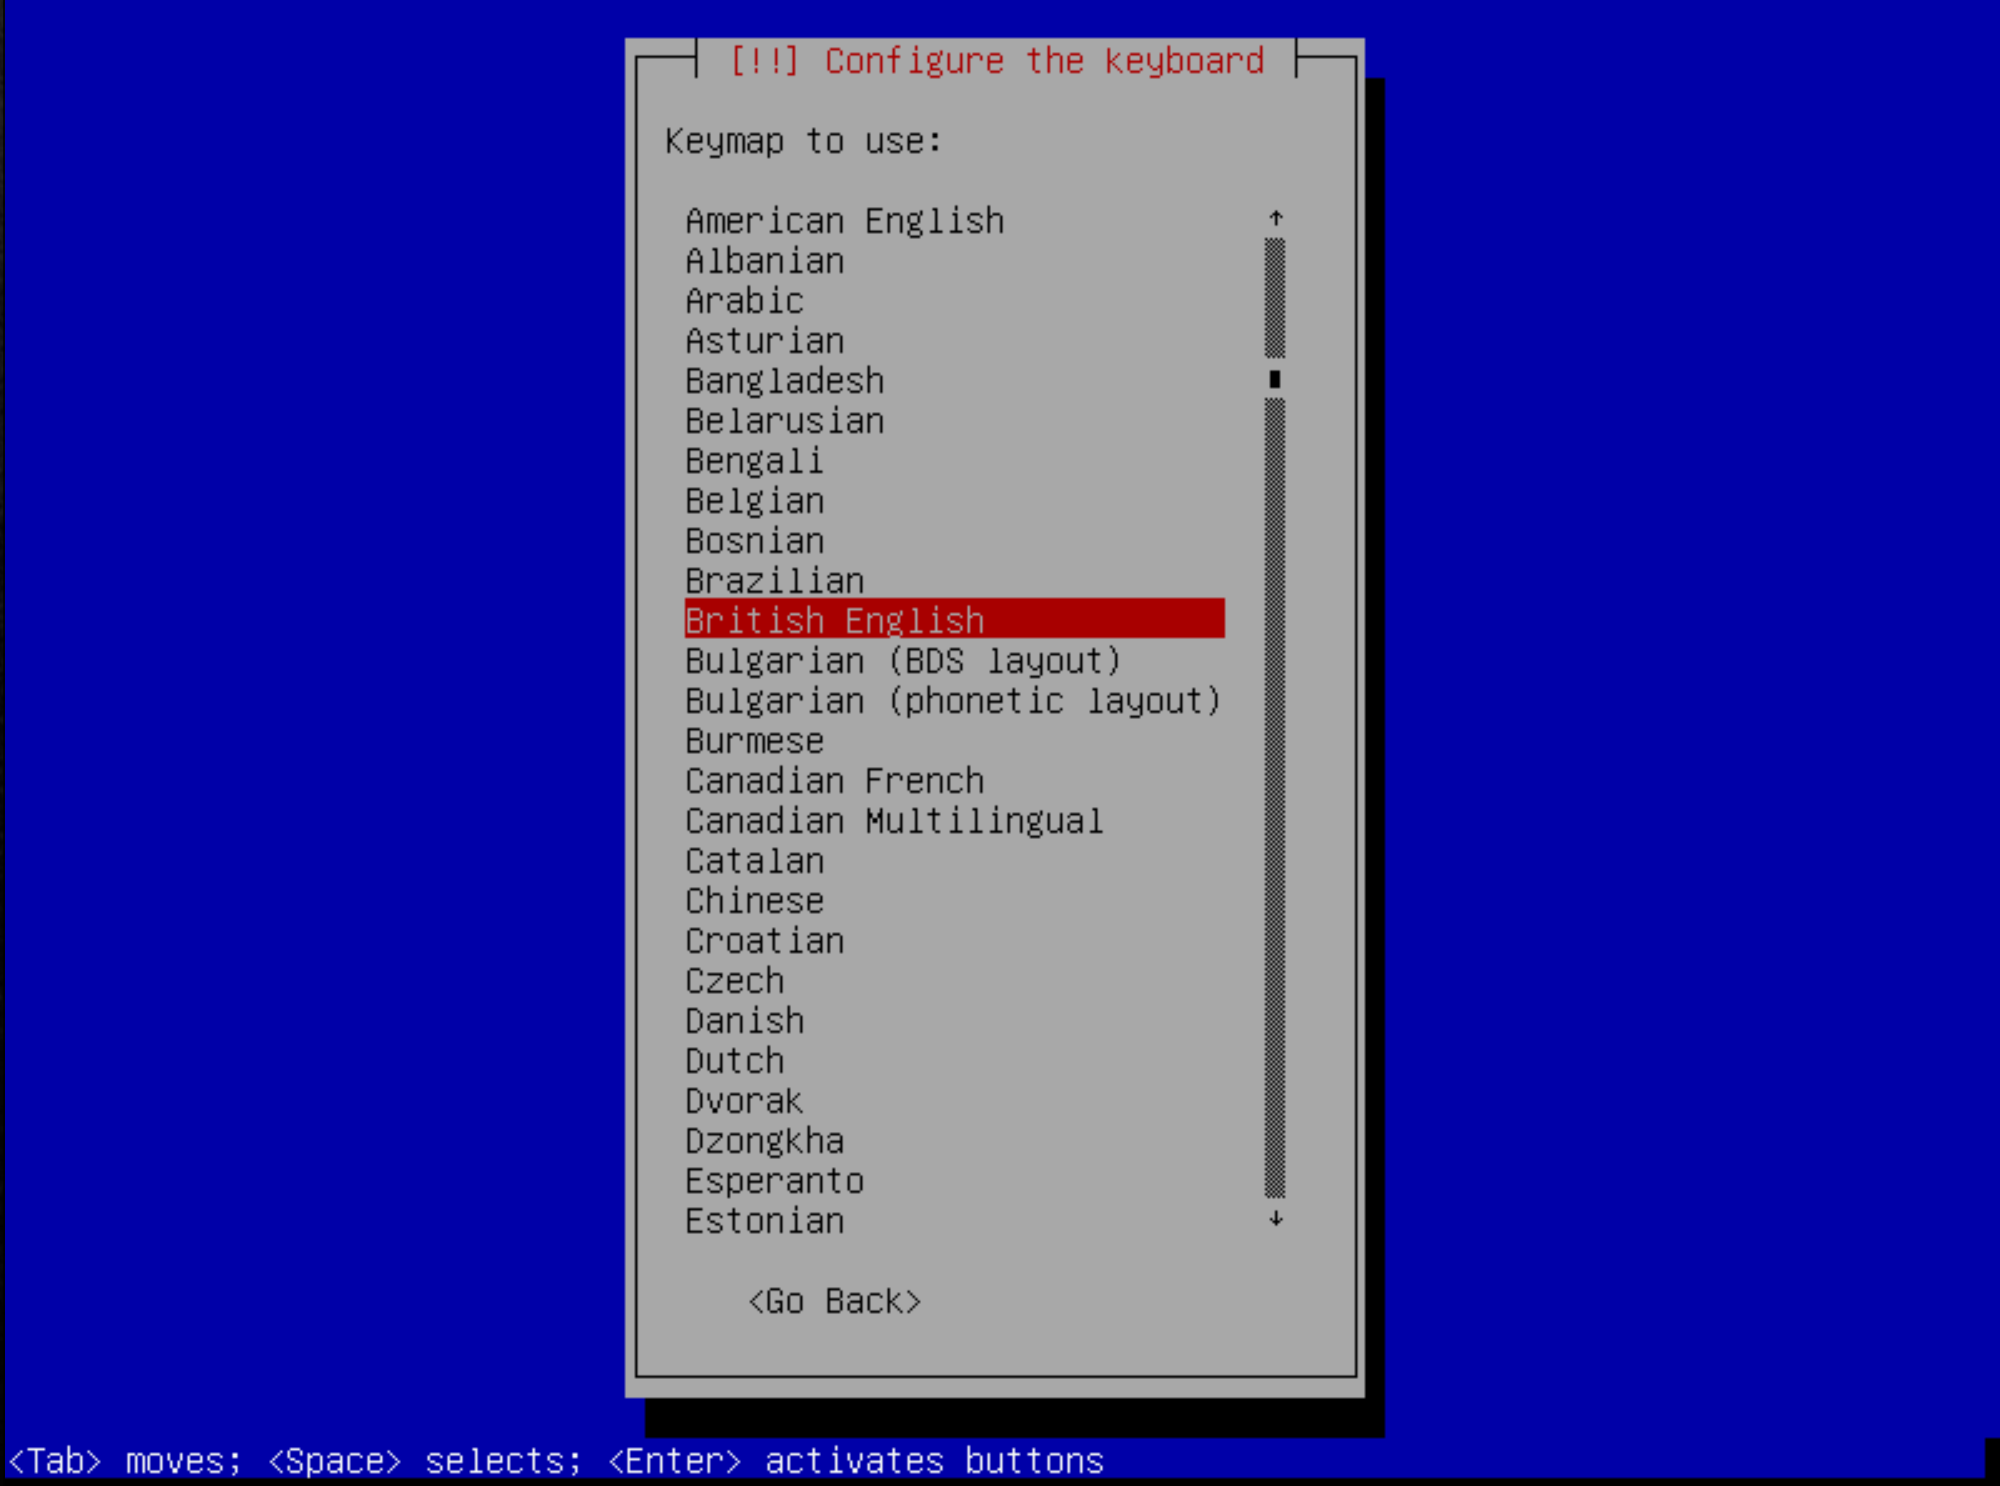 [!!] Configure the keyboard
Keymap to use:
American English
Albanian
Arabic
Asturian
Bangladesh
Belarusian
Bengali
Belgian
Bosnian
Brazilian
British English
Bulgarian (BDS layout)
Bulgarian (phonetic layout)
Burmese
Canadian French
Canadian Multilingual
Catalan
Chinese
Croatian
Czech
Danish
Dutch
Dvorak
Dzongkha
Esperanto
Estonian
<Go Back>
<Tab> moves; <Space> selects; <Enter> activates buttons